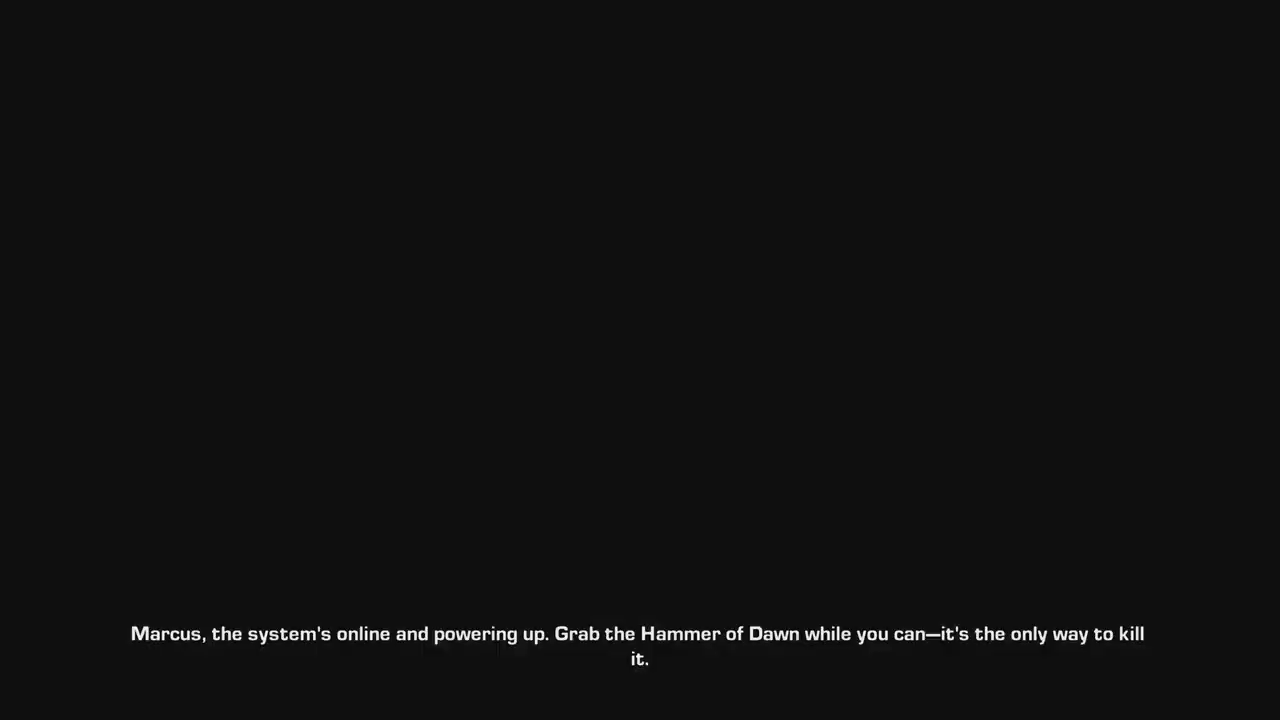 Marcus, the system's online and powering up. Grab the Hammer of Dawn while you can—it's the only way to kill
it.